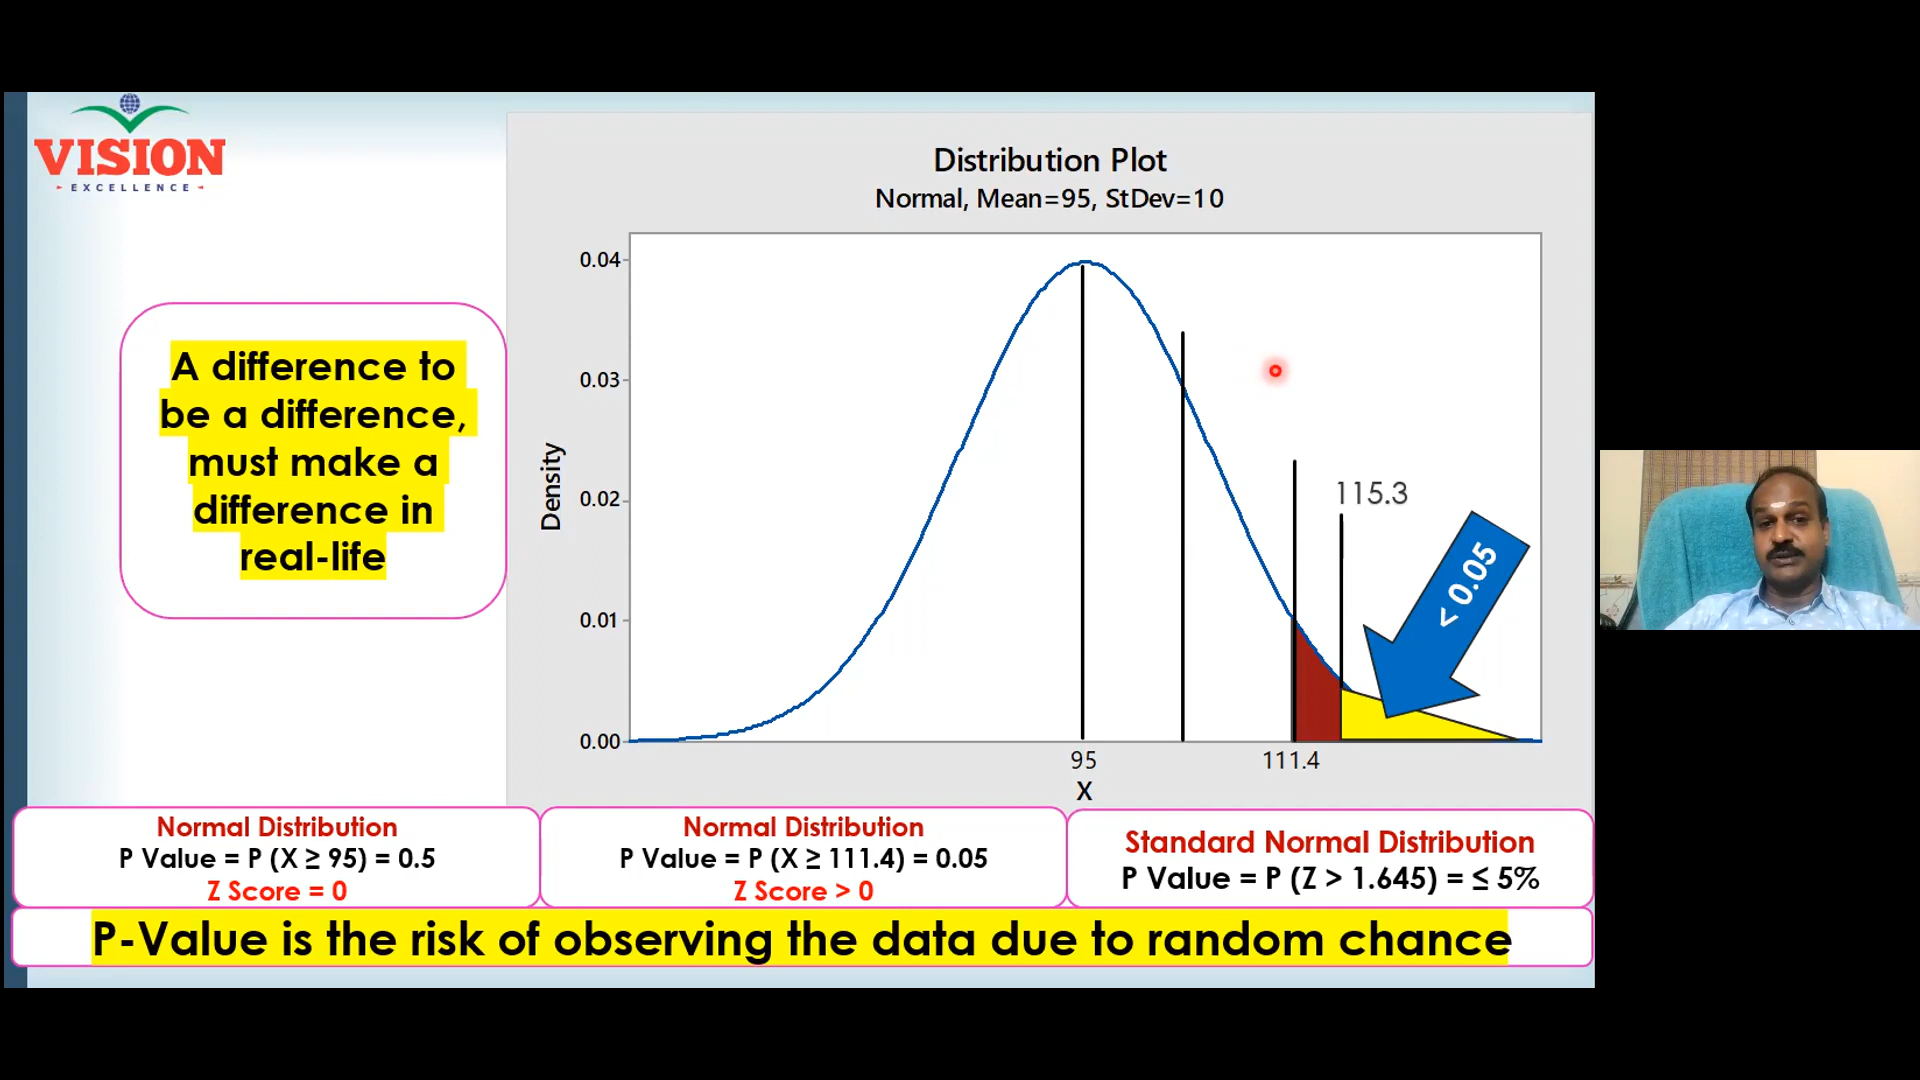 VISION
EXCELLENCE
A difference to
be a difference,
must make a
difference in
real-life
Distribution Plot
Normal, Mean=95, StDev=10
0.04
0.03
0.02
0.01
0.00
Density
115.3
< 0.05
95
111.4
X
Normal Distribution
P Value = P (X ≥ 95) = 0.5
Z Score = 0
Normal Distribution
P Value = P (X ≥ 111.4) = 0.05
Z Score > 0
Standard Normal Distribution
P Value = P (Z > 1.645) = ≤ 5%
P-Value is the risk of observing the data due to random chance